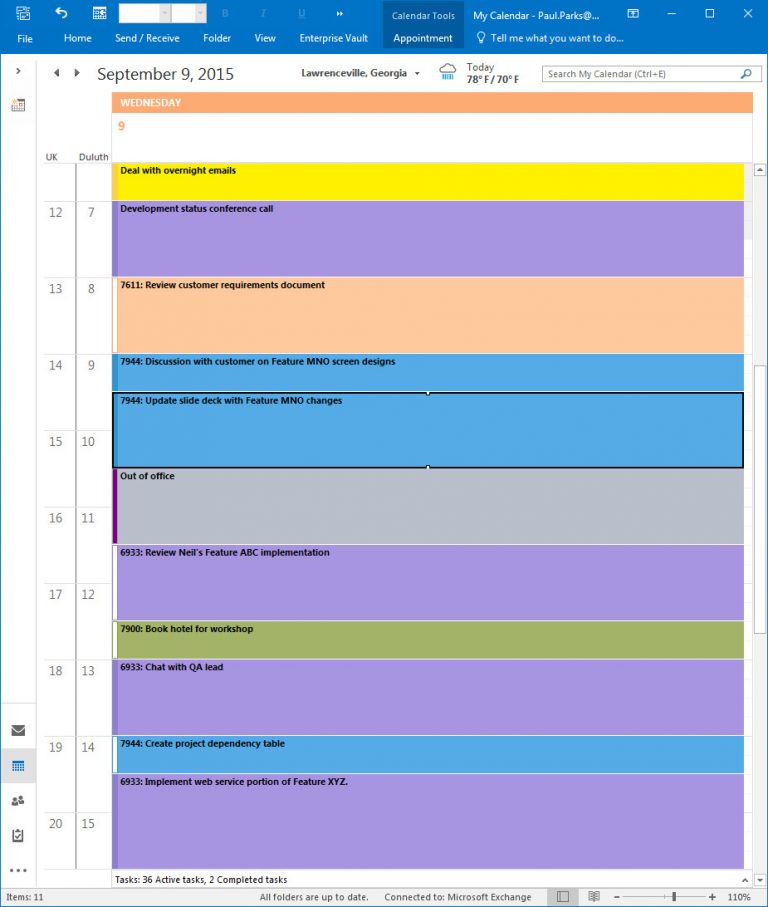 Calendar Tools
My Calendar - Paul.Parks@...
File
Home
Send / Receive
Folder
View
Enterprise Vault
Appointment
Tell me what you want to do...
B I U
September 9, 2015
Lawrenceville, Georgia
Today
78° F / 70° F
Search My Calendar (Ctrl+E)
WEDNESDAY
9
UK Duluth
Deal with overnight emails
12 7 Development status conference call
13 8 7611: Review customer requirements document
14 9 7944: Discussion with customer on Feature MNO screen designs
7944: Update slide deck with Feature MNO changes
15 10
Out of office
16 11
6933: Review Neil's Feature ABC implementation
17 12
7900: Book hotel for workshop
18 13 6933: Chat with QA lead
19 14 7944: Create project dependency table
6933: Implement web service portion of Feature XYZ.
20 15
Tasks: 36 Active tasks, 2 Completed tasks
Items: 11
All folders are up to date.
Connected to: Microsoft Exchange
110%